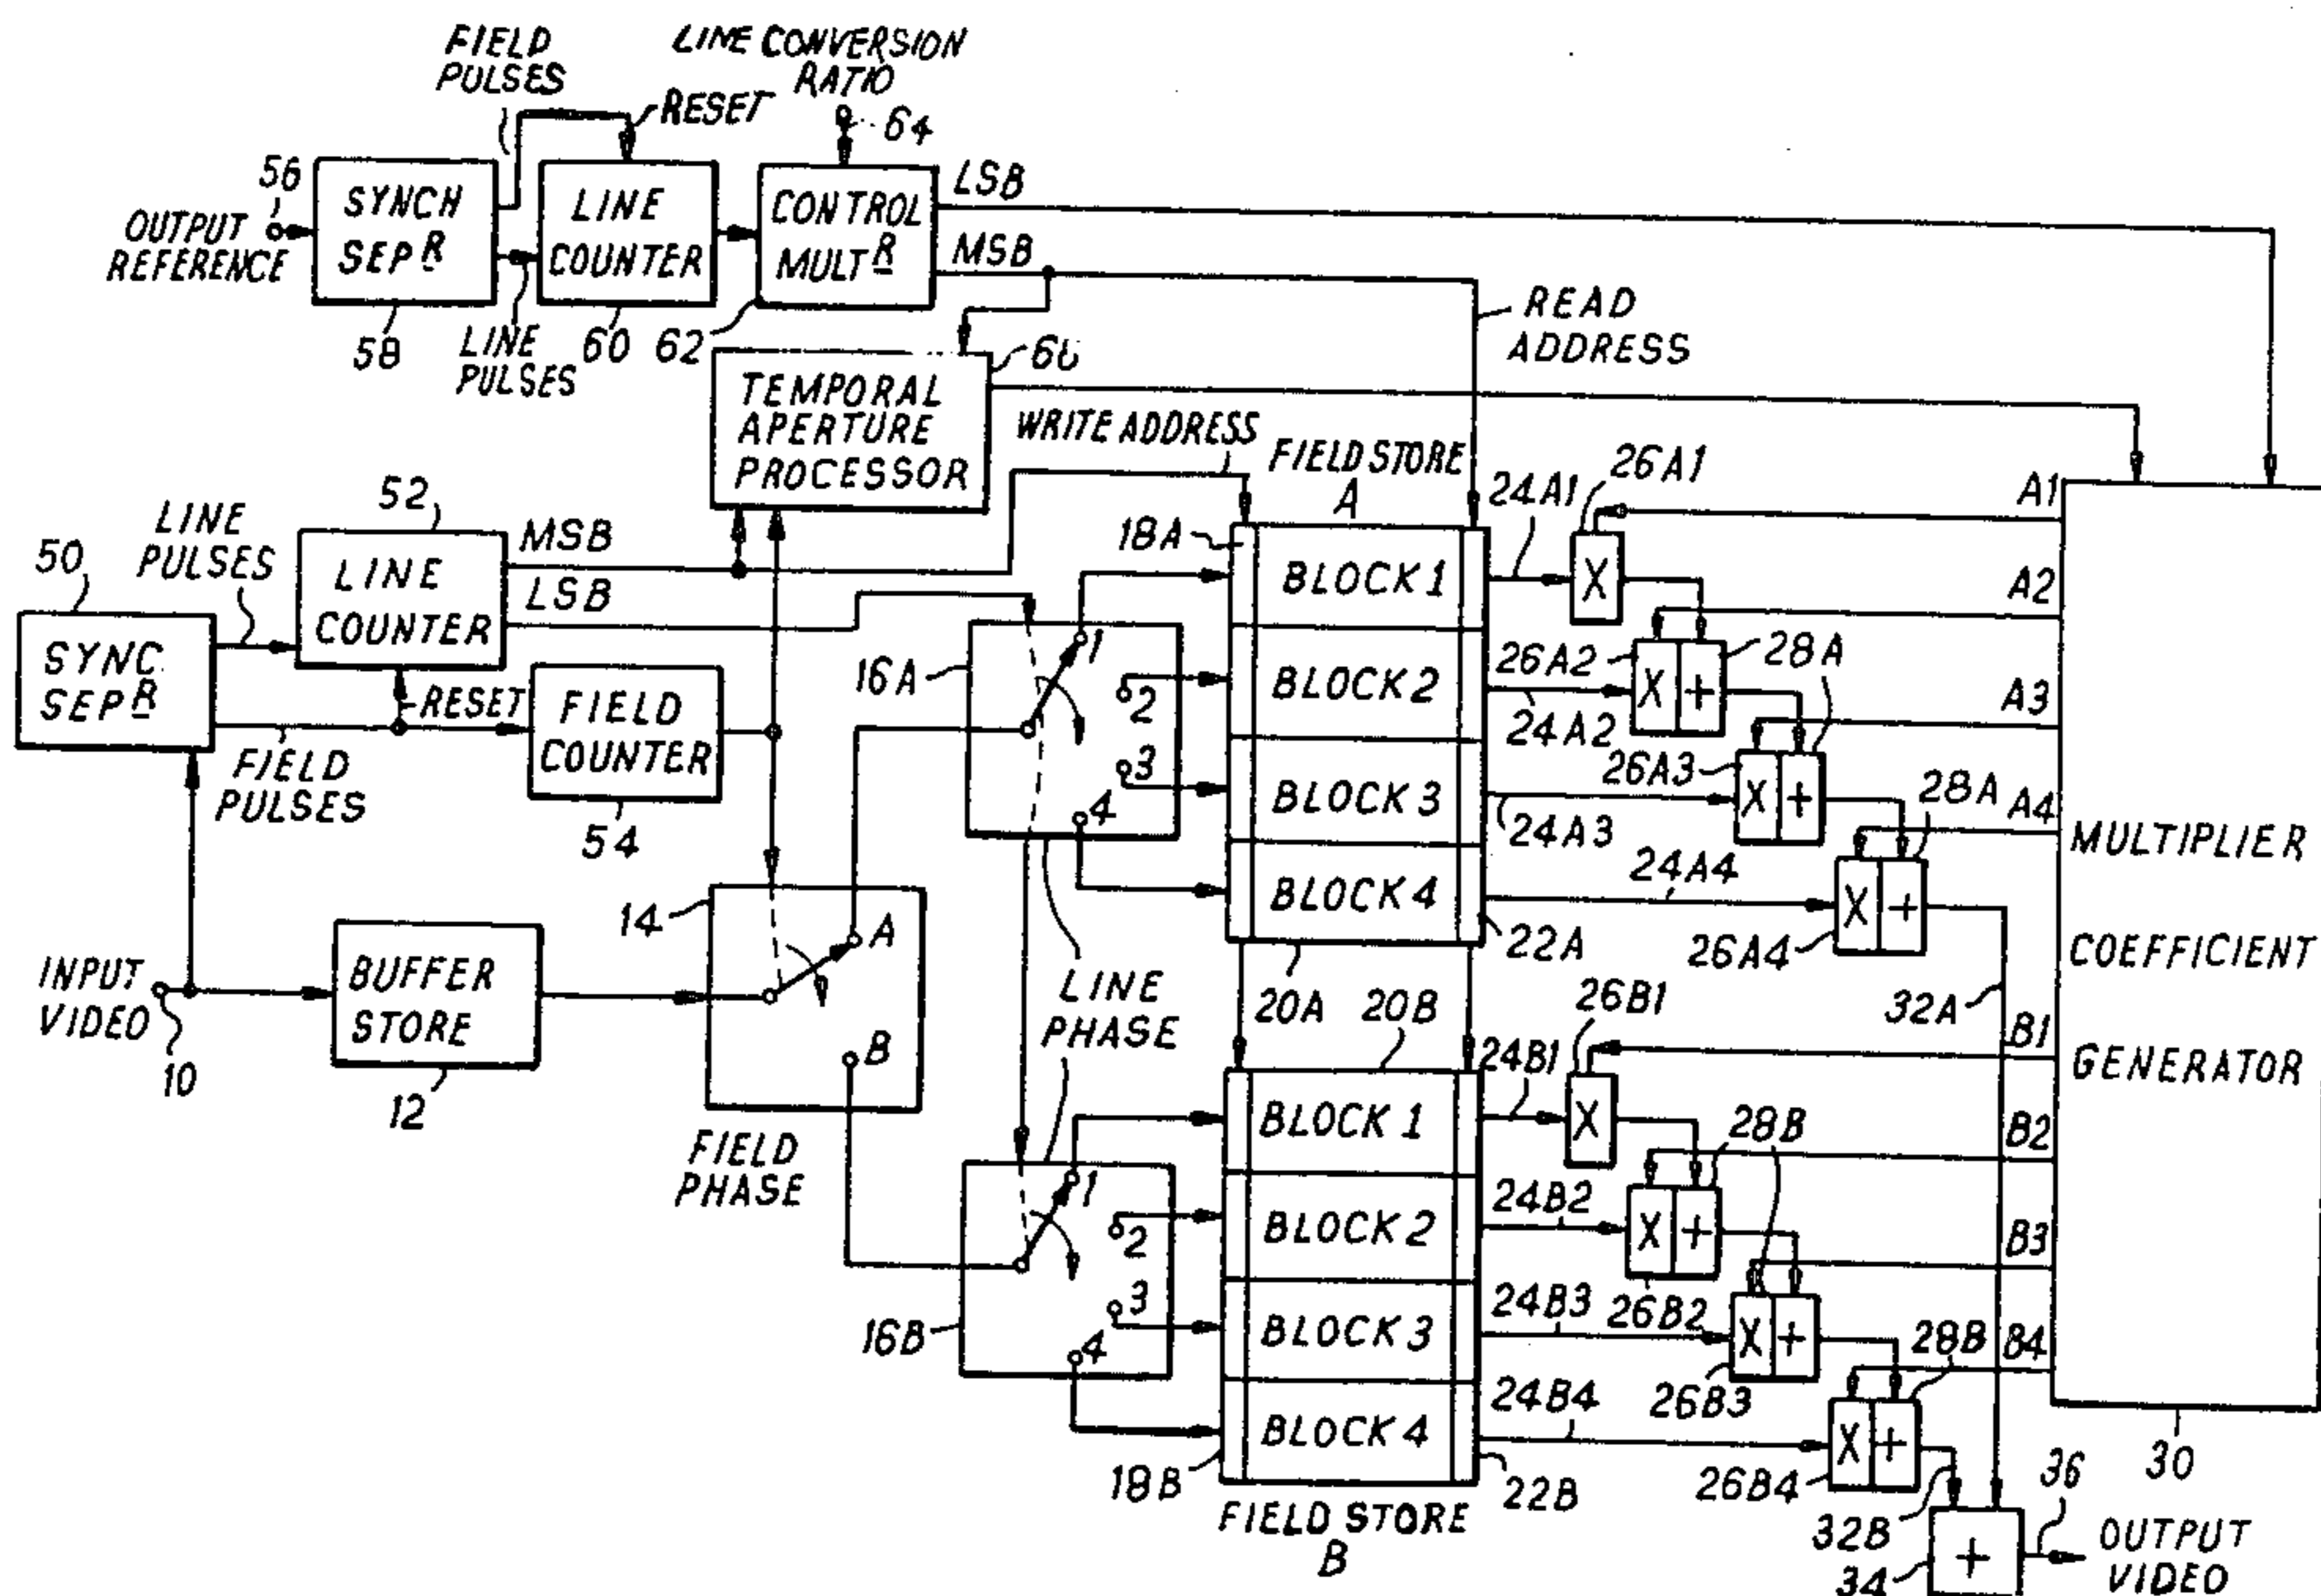 FIELD
PULSES
LINE CONVERSION
RATIO
RESET
64
56
OUTPUT
REFERENCE
SYNCH
SEPR
58
LINE
PULSES
LINE
COUNTER
60
CONTROL
MULTR
62
LSB
MSB
READ
ADDRESS
TEMPORAL
APERTURE
PROCESSOR
WRITE ADDRESS
FIELD STORE
A
50
SYNC
SEPR
LINE
PULSES
52
LINE
COUNTER
MSB
LSB
RESET
FIELD
PULSES
FIELD
COUNTER
54
INPUT
VIDEO
10
BUFFER
STORE
12
14
A
B
FIELD
PHASE
16A
1
2
3
4
LINE
PHASE
16B
1
2
3
4
18A
BLOCK 1
BLOCK 2
BLOCK 3
BLOCK 4
20A
22A
20B
BLOCK 1
BLOCK 2
BLOCK 3
BLOCK 4
18B
22B
FIELD STORE
B
24A1
26A1
X
26A2
X +
28A
24A2
26A3
X +
24A3
28A
24A4
X +
26A4
32A
24B1
26B1
X
28B
24B2
X +
26B2
24B3
X +
26B3
28B
24B4
X +
26B4
32B
A1
A2
A3
A4
B1
B2
B3
B4
MULTIPLIER
COEFFICIENT
GENERATOR
30
34
+
36
OUTPUT
VIDEO